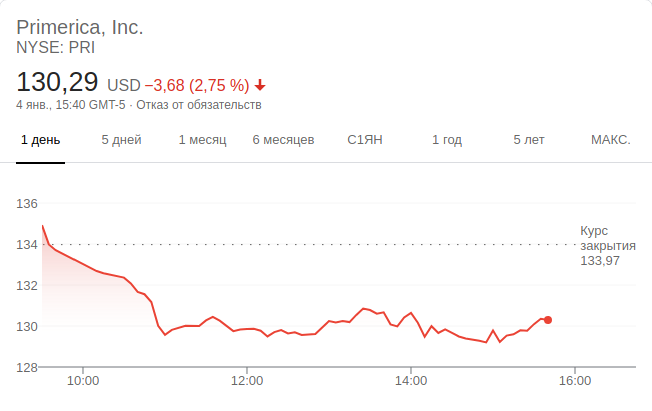 Primerica, Inc.
NYSE: PRI
130,29 USD −3,68 (2,75 %)
4 янв., 15:40 GMT-5 · Отказ от обязательств
1 день 5 дней 1 месяц 6 месяцев С1ЯН 1 год 5 лет МАКС.
136
134
132
130
128
Курс
закрытия
133,97
10:00 12:00 14:00 16:00